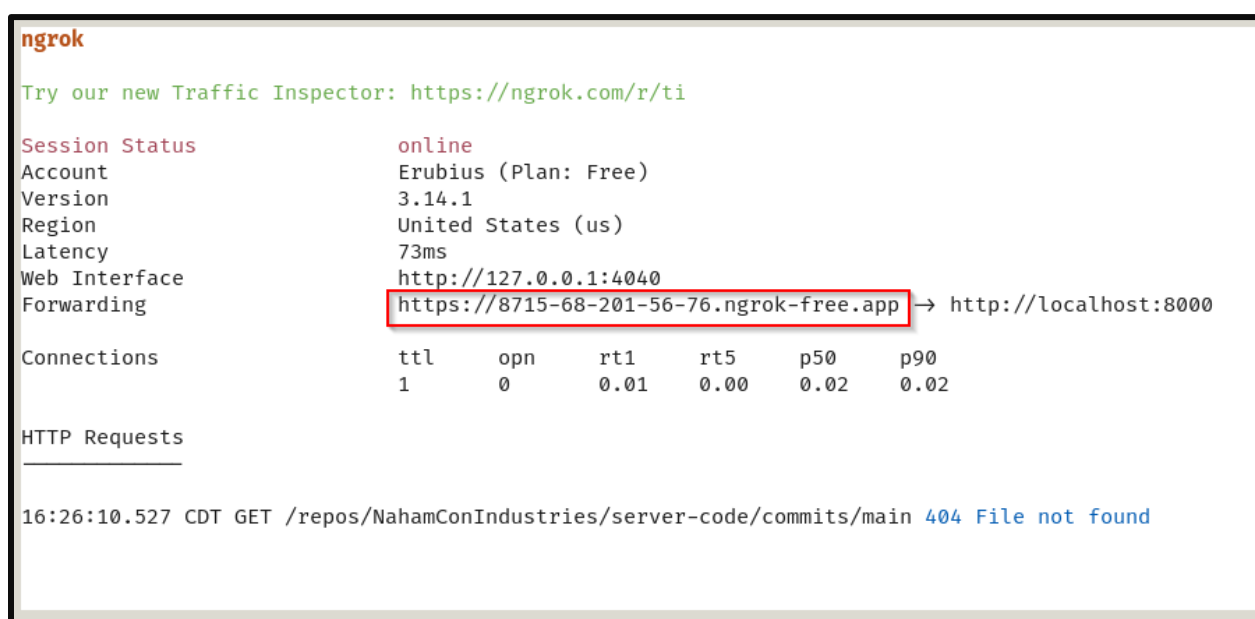 ngrok
Try our new Traffic Inspector: https://ngrok.com/r/ti
Session Status online
Account Erubius (Plan: Free)
Version 3.14.1
Region United States (us)
Latency 73ms
Web Interface http://127.0.0.1:4040
Forwarding https://8715-68-201-56-76.ngrok-free.app → http://localhost:8000
Connections ttl opn rt1 rt5 p50 p90
1 0 0.01 0.00 0.02 0.02
HTTP Requests
-------------
16:26:10.527 CDT GET /repos/NahamConIndustries/server-code/commits/main 404 File not found